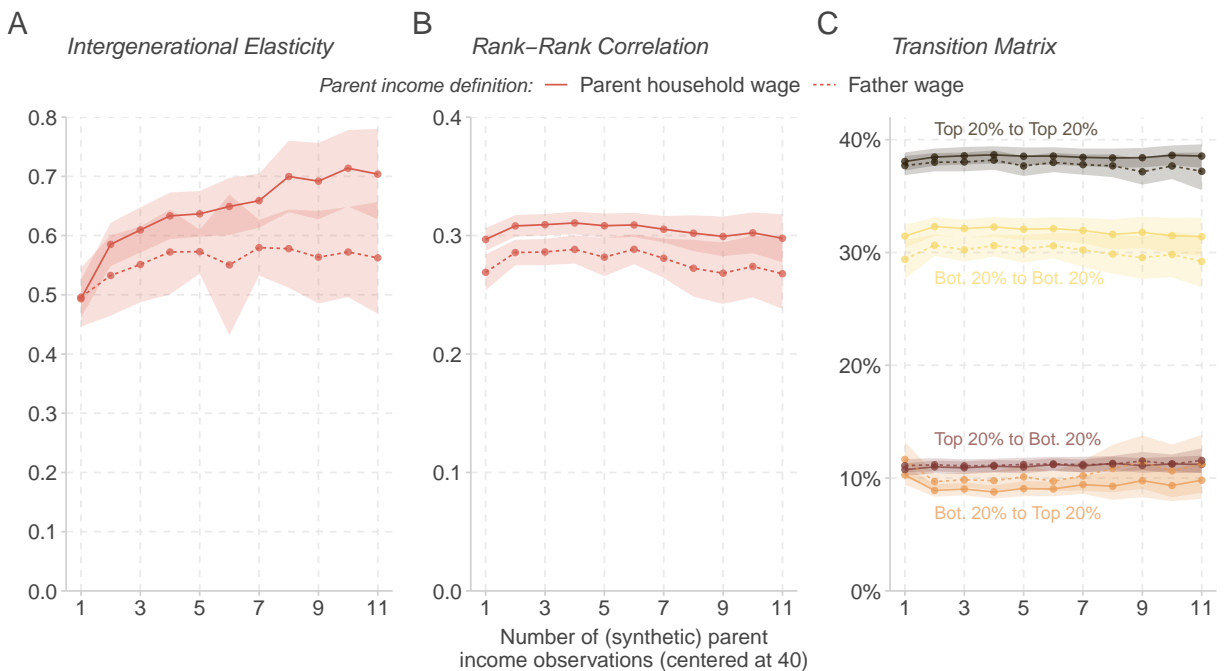 A
Intergenerational Elasticity
B
Rank–Rank Correlation
C
Transition Matrix
Parent income definition: Parent household wage Father wage
0.8
0.7
0.6
0.5
0.4
0.3
0.2
0.1
0.0
1 3 5 7 9 11
0.4
0.3
0.2
0.1
0.0
1 3 5 7 9 11
Number of (synthetic) parent
income observations (centered at 40)
40%
30%
20%
10%
0%
Top 20% to Top 20%
Bot. 20% to Bot. 20%
Top 20% to Bot. 20%
Bot. 20% to Top 20%
1 3 5 7 9 11